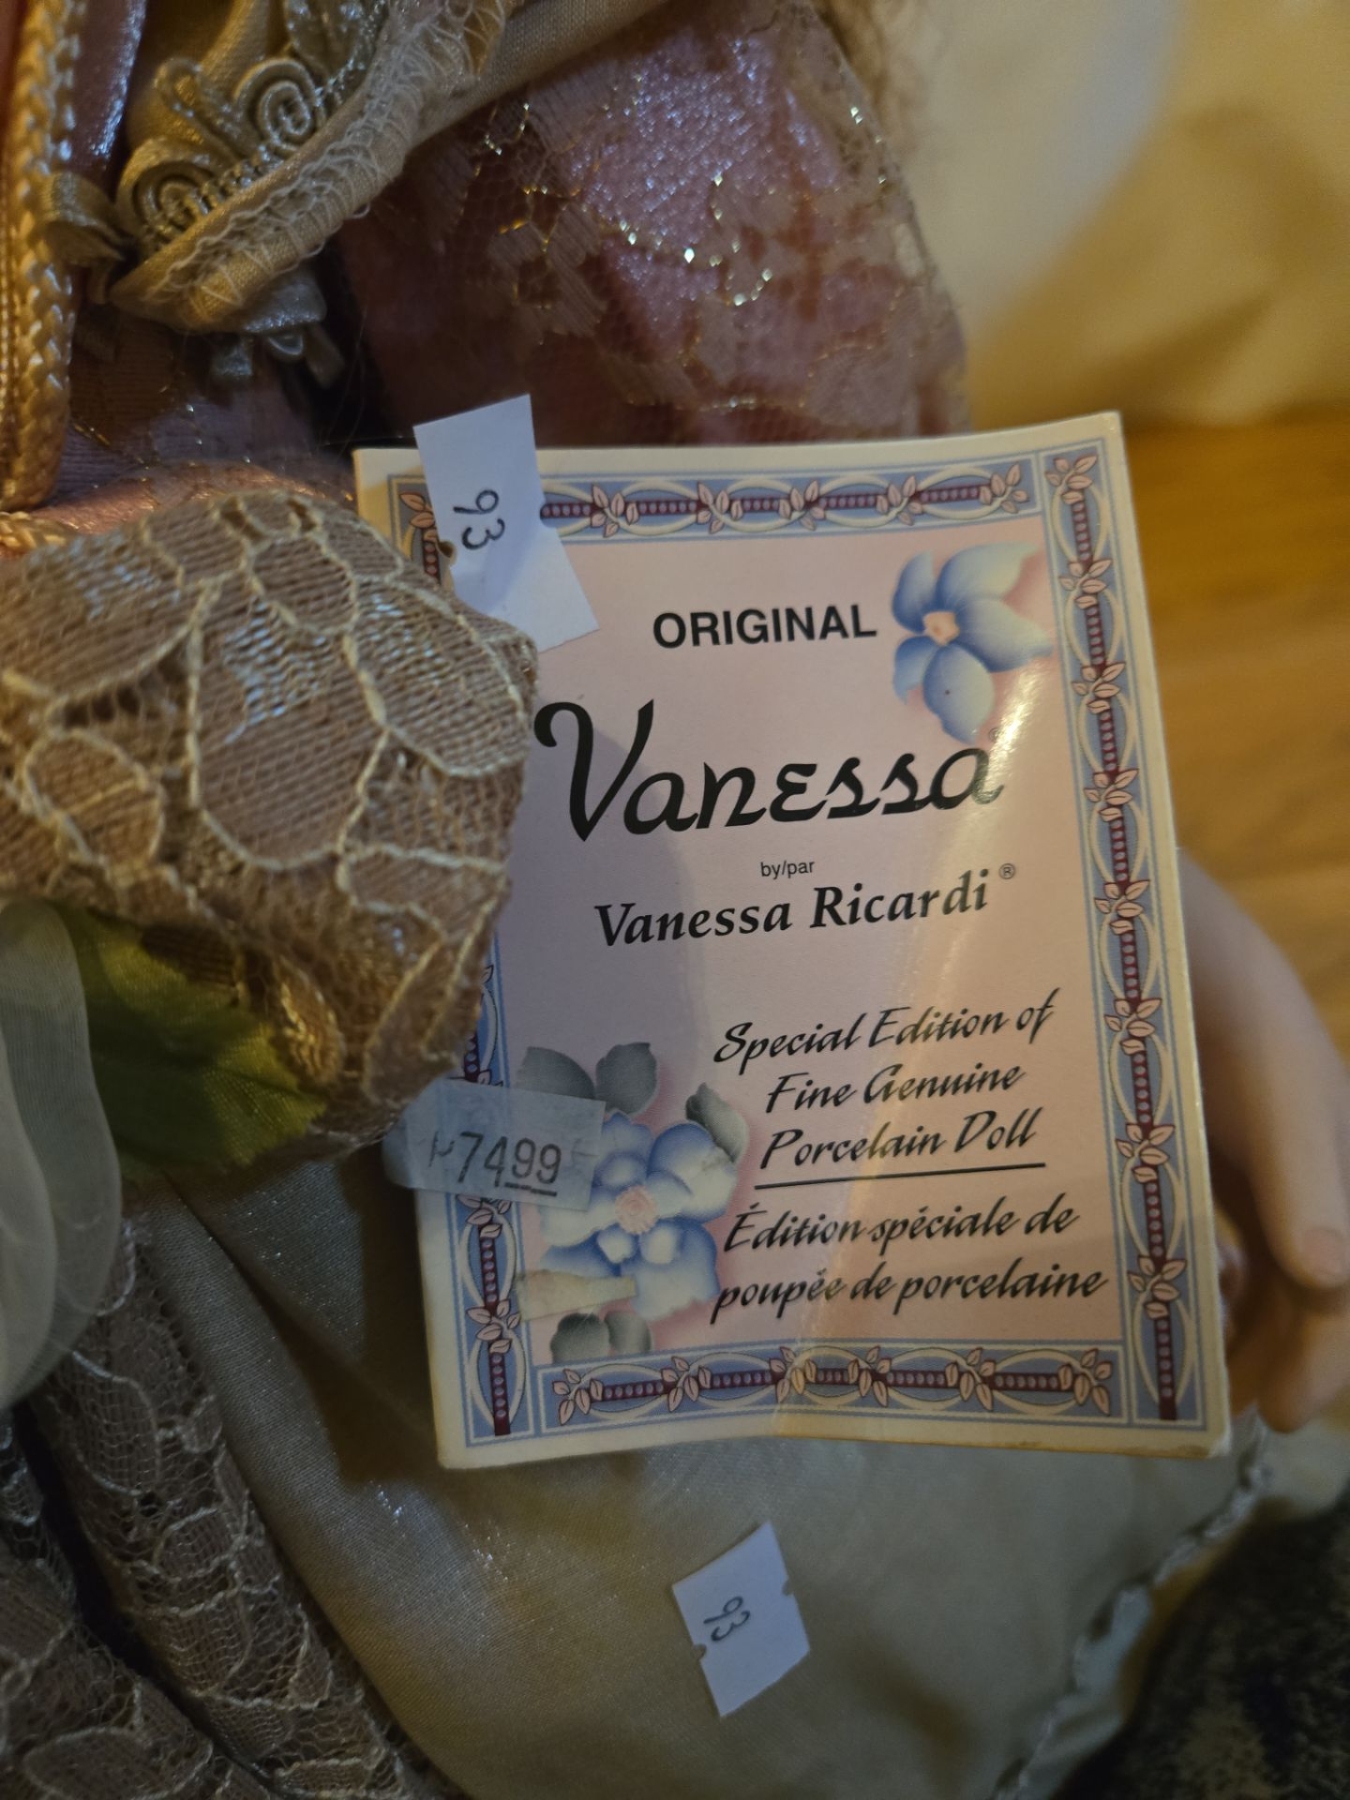 93
ORIGINAL
Vanessa®
by/par
Vanessa Ricardi®
Special Edition of
Fine Genuine
Porcelain Doll
7499
Édition spéciale de
poupée de porcelaine
93